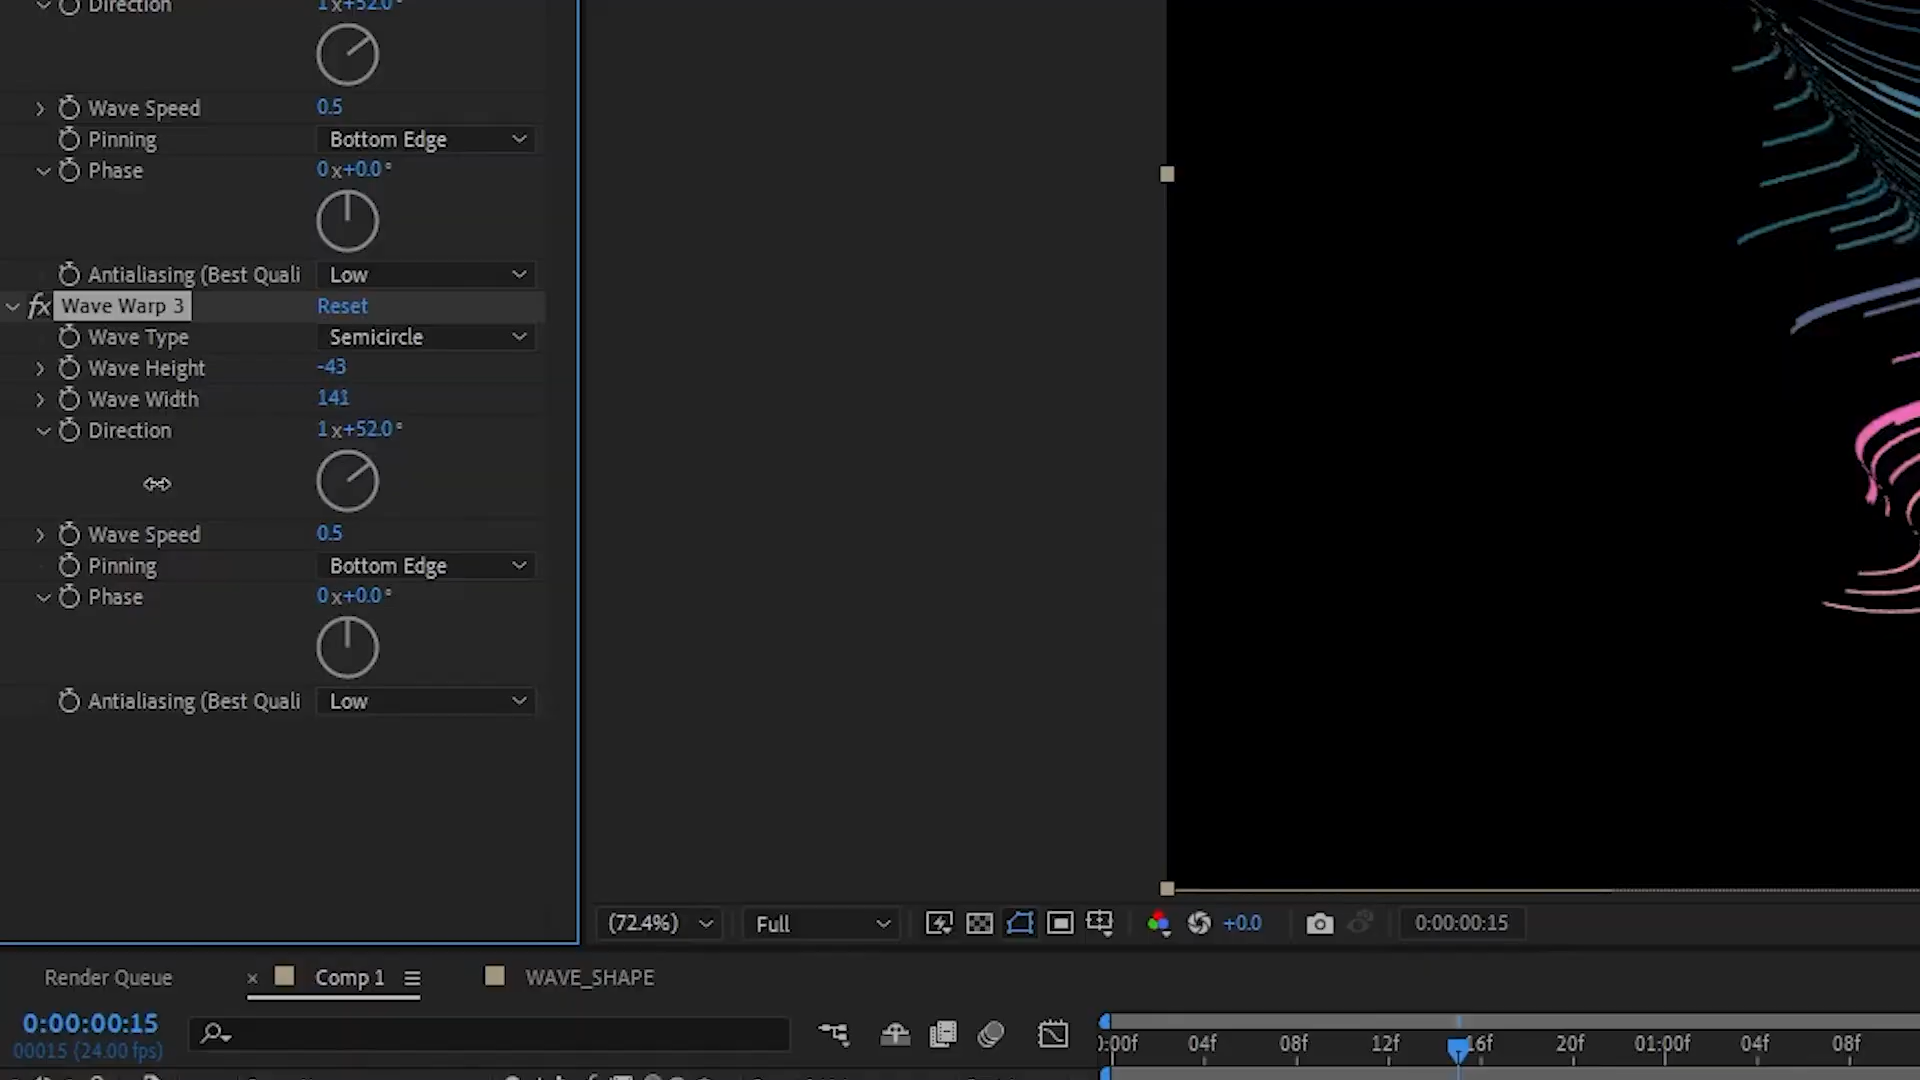 Direction 1x+52.0°
Wave Speed 0.5
Pinning Bottom Edge
Phase 0x+0.0°
Antialiasing (Best Quali Low
fx Wave Warp 3 Reset
Wave Type Semicircle
Wave Height -43
Wave Width 141
Direction 1x+52.0°
Wave Speed 0.5
Pinning Bottom Edge
Phase 0x+0.0°
Antialiasing (Best Quali Low
(72.4%) Full +0.0 0:00:00:15
Render Queue × Comp 1 WAVE_SHAPE
0:00:00:15
00015 (24.00 fps)
:00f 04f 08f 12f 16f 20f 01:00f 04f 08f